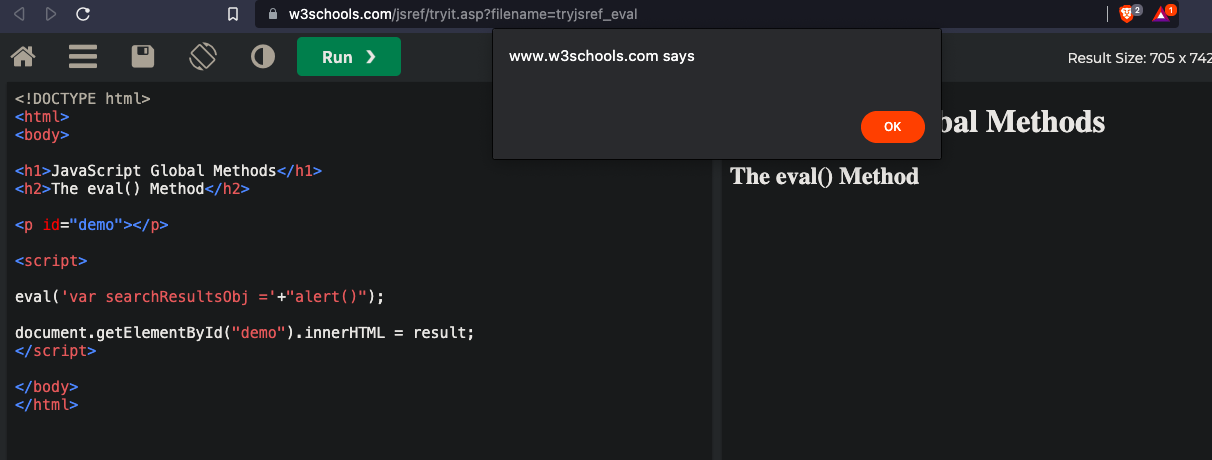 w3schools.com/jsref/tryit.asp?filename=tryjsref_eval
2
1
www.w3schools.com says
OK
Run ❯
Result Size: 705 x 742
<!DOCTYPE html>
<html>
<body>
<h1>JavaScript Global Methods</h1>
<h2>The eval() Method</h2>
<p id="demo"></p>
<script>
eval('var searchResultsObj ='+"alert()");
document.getElementById("demo").innerHTML = result;
</script>
</body>
</html>
bal Methods
The eval() Method